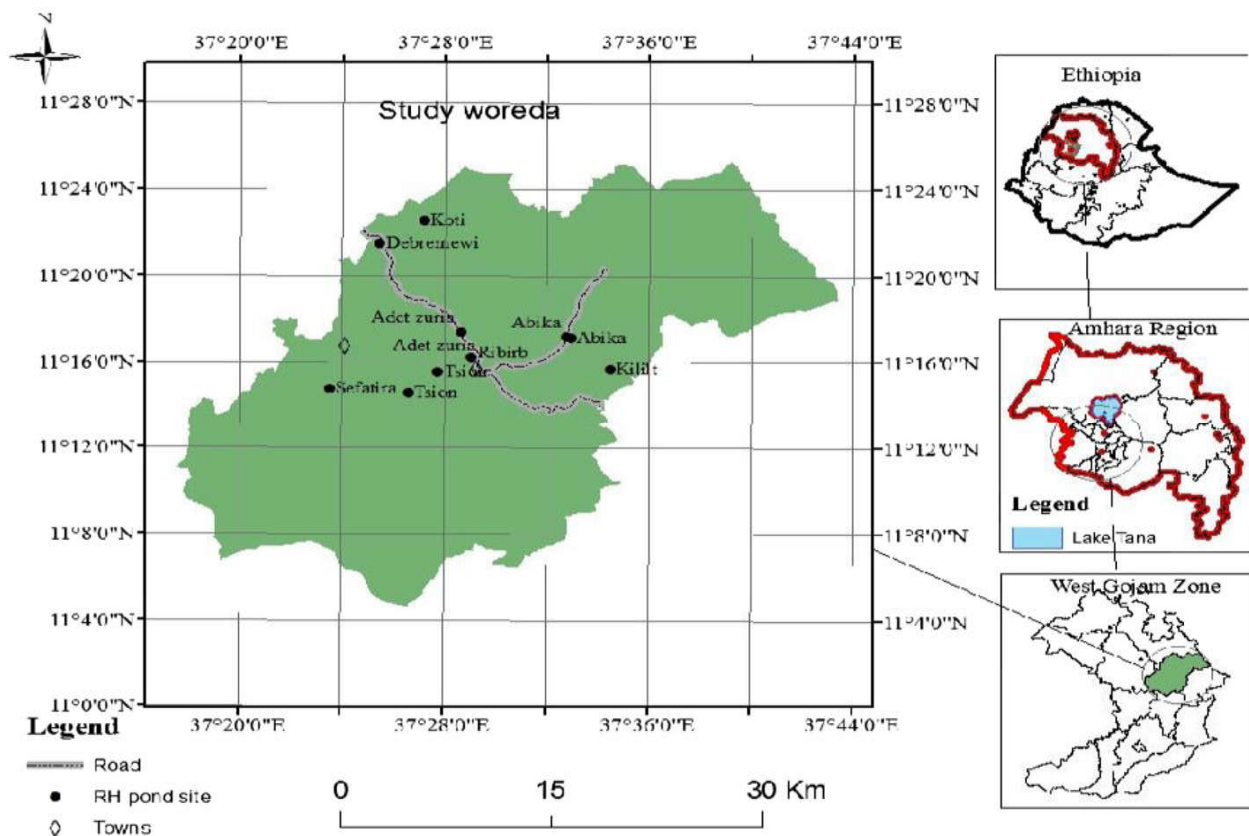 Z
37°20'0"E 37°28'0"E 37°36'0"E 37°44'0"E
11°28'0"N 11°28'0"N
Study woreda
11°24'0"N 11°24'0"N
Koti
Debremewi
11°20'0"N 11°20'0"N
Adet zuria
Abika
Abika
Adet zuria
Ribirb
11°16'0"N 11°16'0"N
Tsion
Kililt
Sefatira
Tsion
11°12'0"N 11°12'0"N
11°8'0"N 11°8'0"N
11°4'0"N 11°4'0"N
11°0'0"N
37°20'0"E 37°28'0"E 37°36'0"E 37°44'0"E
Legend
Road
RH pond site
Towns
0 15 30 Km
Ethiopia
Amhara Region
Legend
Lake Tana
West Gojam Zone